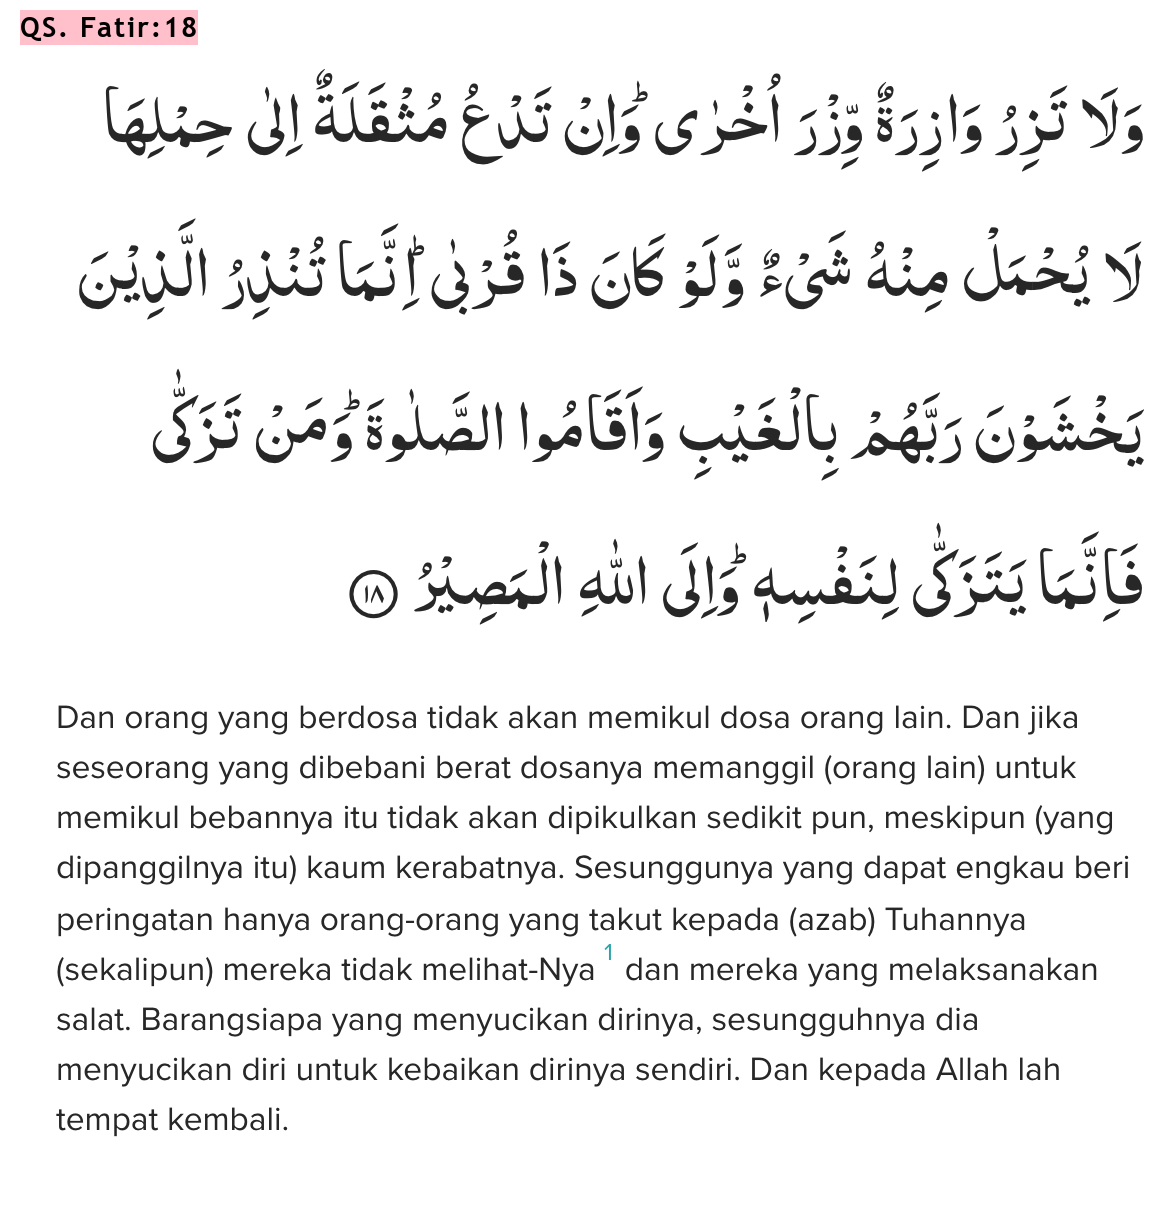 QS. Fatir:18
وَلَا تَزِرُ وَازِرَةٌ وِّزْرَ اُخْرٰى ۗوَاِنْ تَدْعُ مُثْقَلَةٌ اِلٰى حِمْلِهَا
لَا يُحْمَلْ مِنْهُ شَيْءٌ وَّلَوْ كَانَ ذَا قُرْبٰىۗ اِنَّمَا تُنْذِرُ الَّذِيْنَ
يَخْشَوْنَ رَبَّهُمْ بِالْغَيْبِ وَاَقَامُوا الصَّلٰوةَ ۗوَمَنْ تَزَكّٰى
فَاِنَّمَا يَتَزَكّٰى لِنَفْسِهٖ ۗوَاِلَى اللّٰهِ الْمَصِيْرُ ١٨
Dan orang yang berdosa tidak akan memikul dosa orang lain. Dan jika
seseorang yang dibebani berat dosanya memanggil (orang lain) untuk
memikul bebannya itu tidak akan dipikulkan sedikit pun, meskipun (yang
dipanggilnya itu) kaum kerabatnya. Sesunggunya yang dapat engkau beri
peringatan hanya orang-orang yang takut kepada (azab) Tuhannya
(sekalipun) mereka tidak melihat-Nya 1 dan mereka yang melaksanakan
salat. Barangsiapa yang menyucikan dirinya, sesungguhnya dia
menyucikan diri untuk kebaikan dirinya sendiri. Dan kepada Allah lah
tempat kembali.